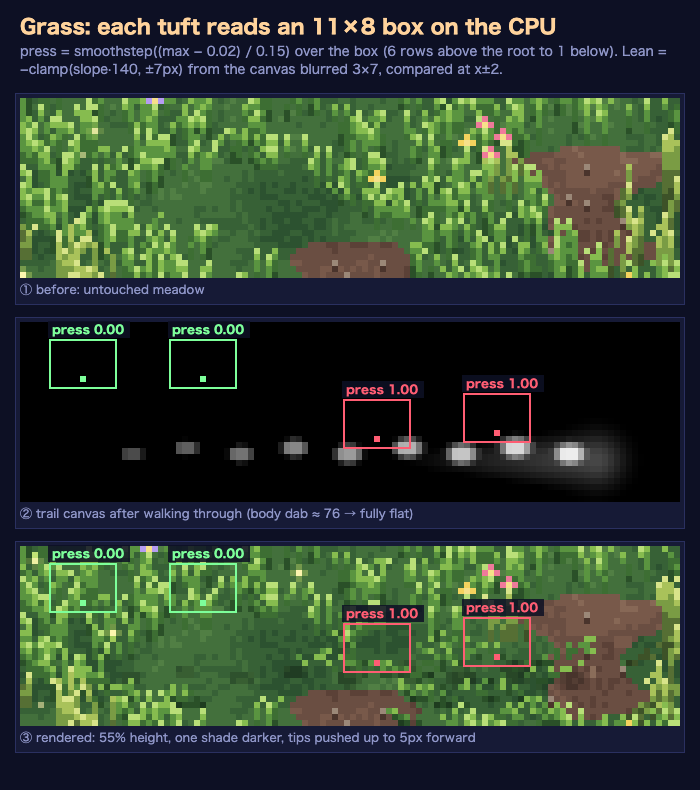 Grass: each tuft reads an 11×8 box on the CPU
press = smoothstep((max − 0.02) / 0.15) over the box (6 rows above the root to 1 below). Lean =
−clamp(slope·140, ±7px) from the canvas blurred 3×7, compared at x±2.
① before: untouched meadow
press 0.00 press 0.00
press 1.00 press 1.00
② trail canvas after walking through (body dab ≈ 76 → fully flat)
press 0.00 press 0.00
press 1.00 press 1.00
③ rendered: 55% height, one shade darker, tips pushed up to 5px forward